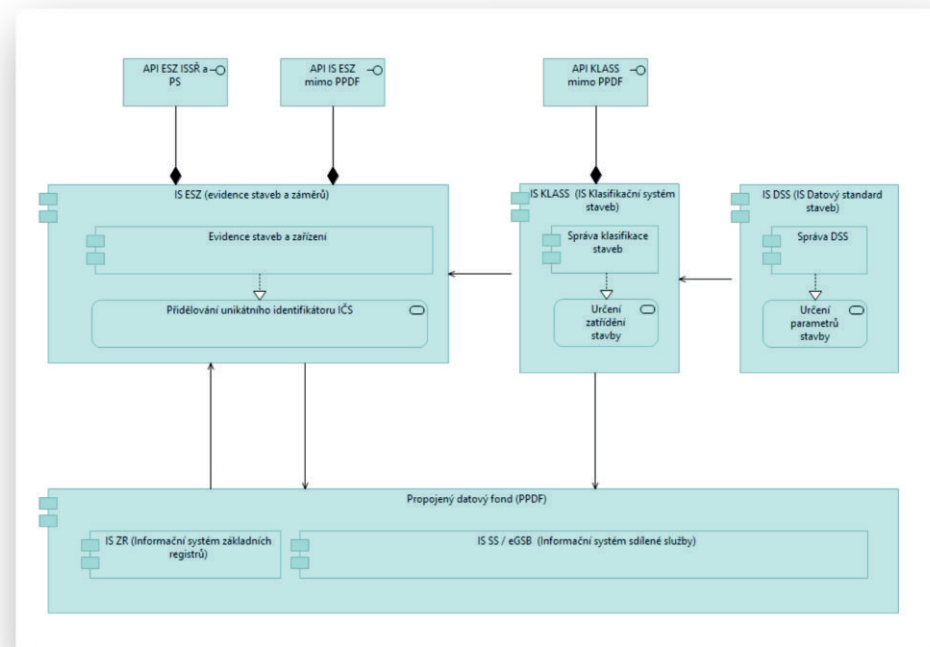 API ESZ ISSŘ a
PS
API IS ESZ
mimo PPDF
API KLASS
mimo PPDF
IS ESZ (evidence staveb a záměrů)
Evidence staveb a zařízení
Přidělování unikátního identifikátoru IČS
IS KLASS (IS Klasifikační systém
staveb)
Správa klasifikace
staveb
Určení
zatřídění
stavby
IS DSS (IS Datový standard
staveb)
Správa DSS
Určení
parametrů
stavby
Propojený datový fond (PPDF)
IS ZR (Informační systém základních
registrů)
IS SS / eGSB (Informační systém sdílené služby)